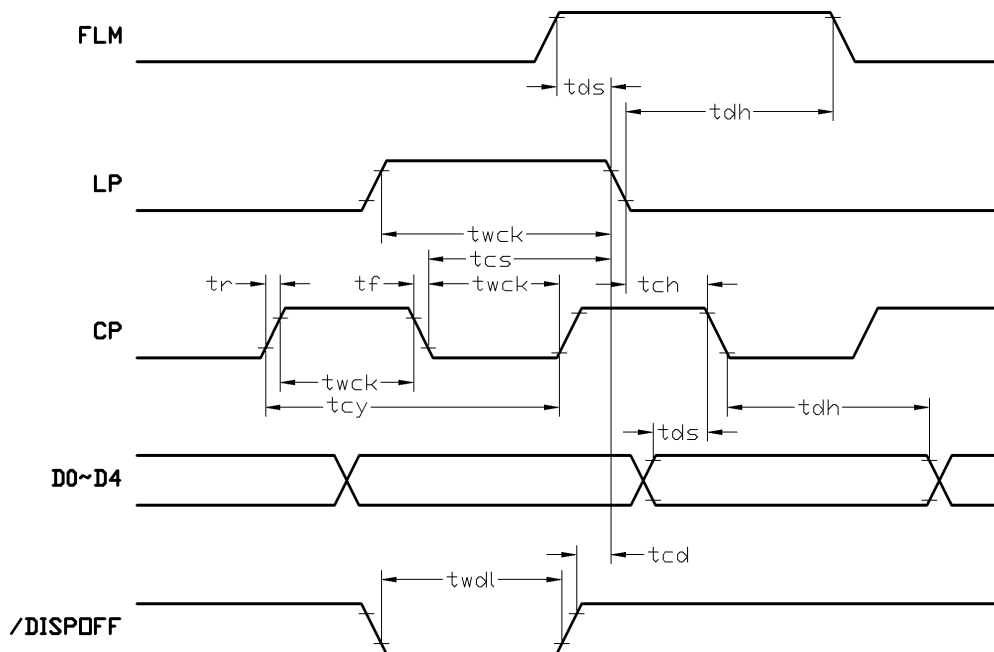 FLM
tds
tdh
LP
twck
tcs
tr
tf
twck
tch
CP
twck
tcy
tdh
tds
D0~D4
tcd
twdl
/DISPOFF